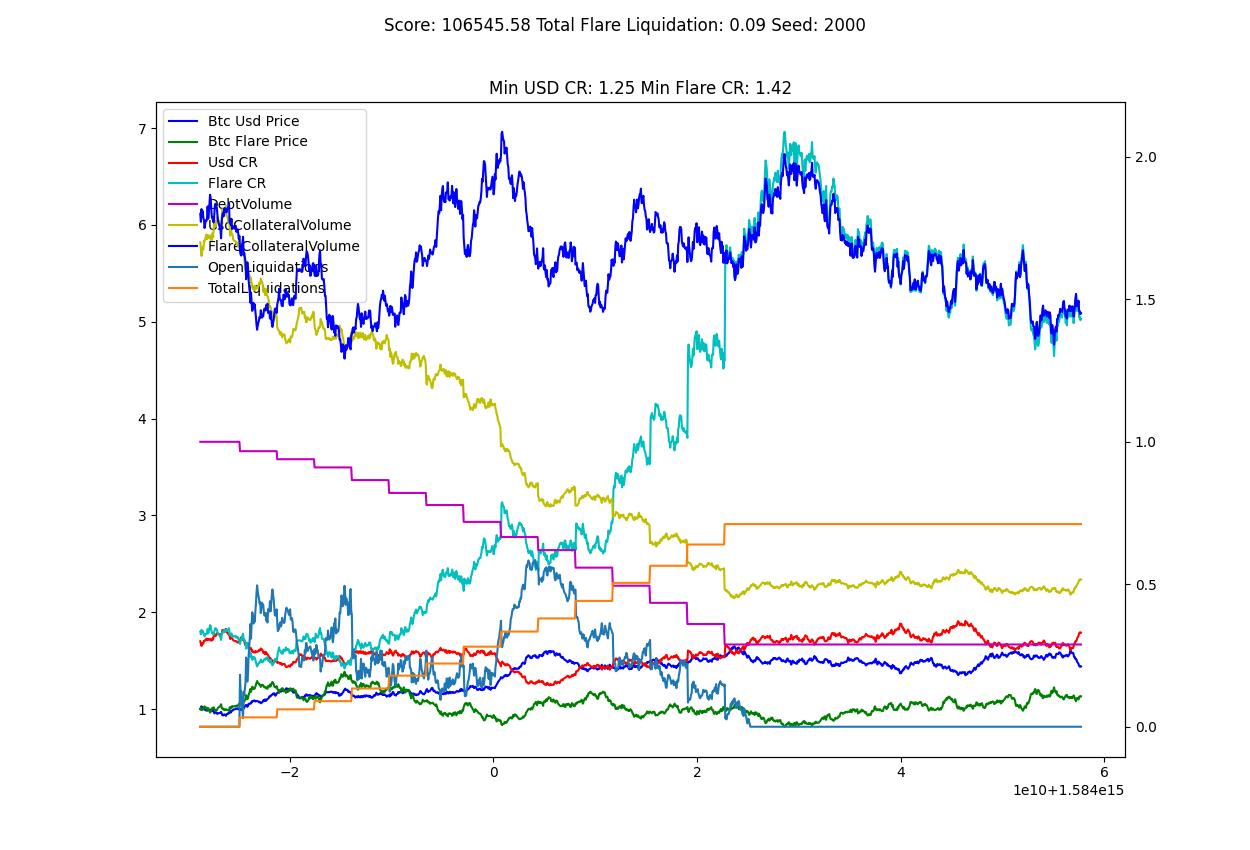 Score: 106545.58 Total Flare Liquidation: 0.09 Seed: 2000
Min USD CR: 1.25 Min Flare CR: 1.42
Btc Usd Price
Btc Flare Price
Usd CR
Flare CR
DebtVolume
UsdCollateralVolume
FlareCollateralVolume
OpenLiquidations
TotalLiquidations
7
6
5
4
3
2
1
2.0
1.5
1.0
0.5
0.0
−2
0
2
4
6
1e10+1.584e15